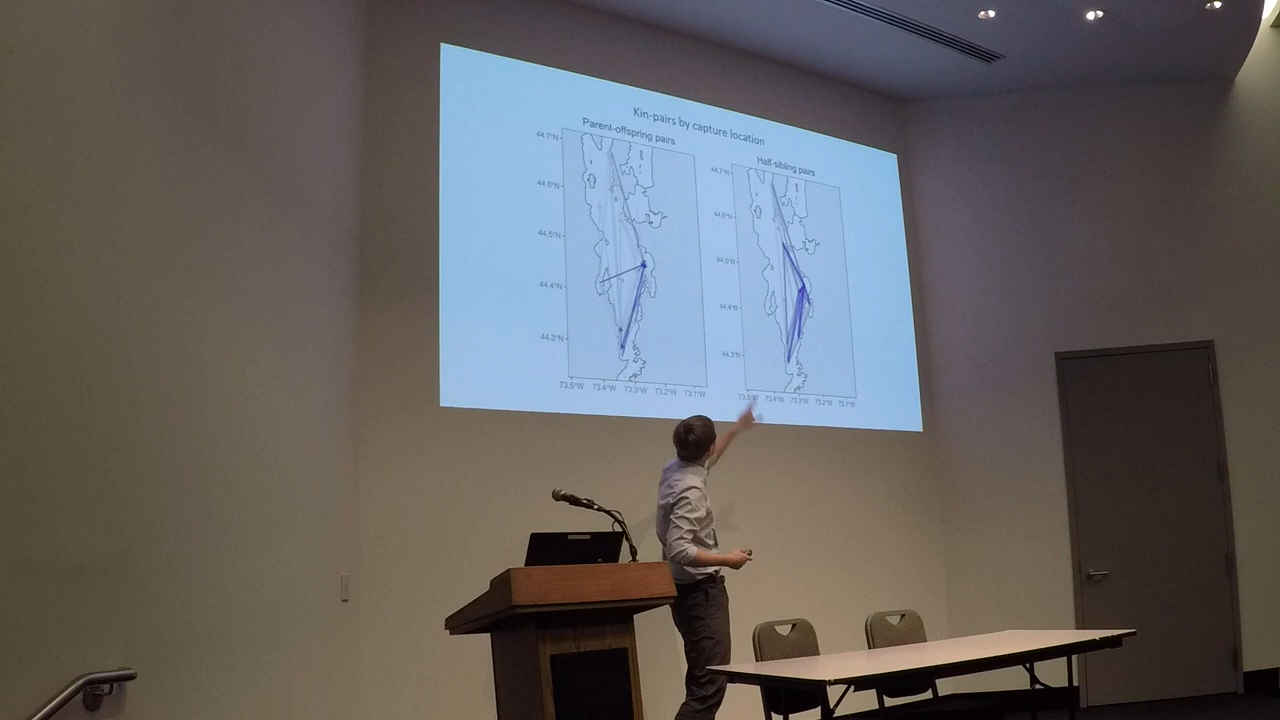 Kin-pairs by capture location
Parent-offspring pairs
44.7°N
44.6°N
44.5°N
44.4°N
44.3°N
73.5°W 73.4°W 73.3°W 73.2°W 73.1°W
Half-sibling pairs
44.7°N
44.6°N
44.5°N
44.4°N
44.3°N
73.5°W 73.4°W 73.3°W 73.2°W 73.1°W